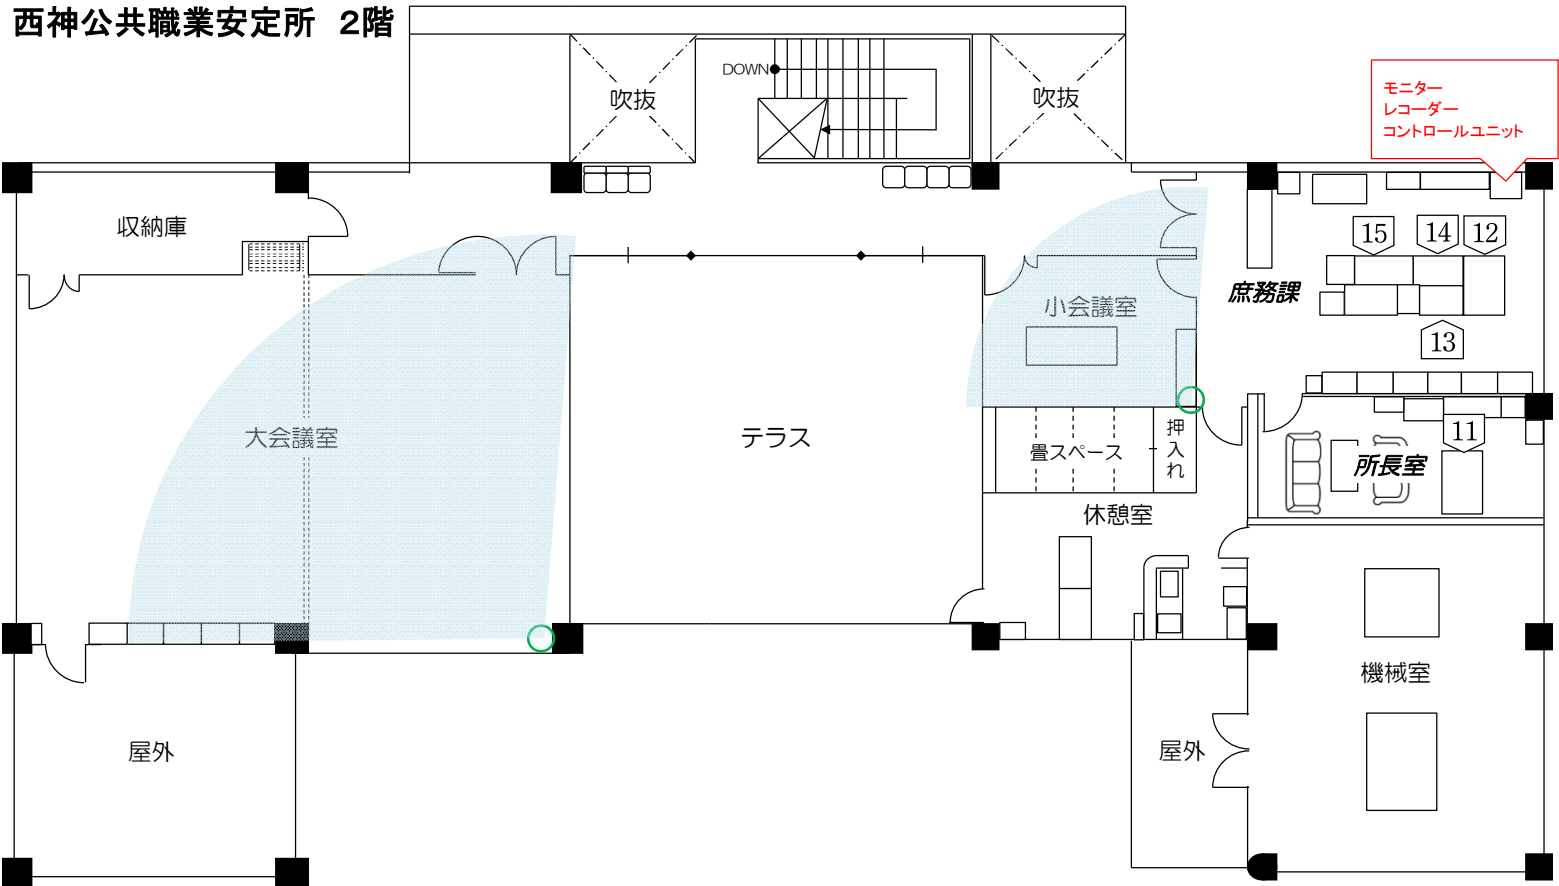 西神公共職業安定所 2階
DOWN
吹抜
吹抜
モニター
レコーダー
コントロールユニット
収納庫
15
14
12
庶務課
小会議室
13
大会議室
テラス
畳スペース
押入れ
11
所長室
休憩室
機械室
屋外
屋外